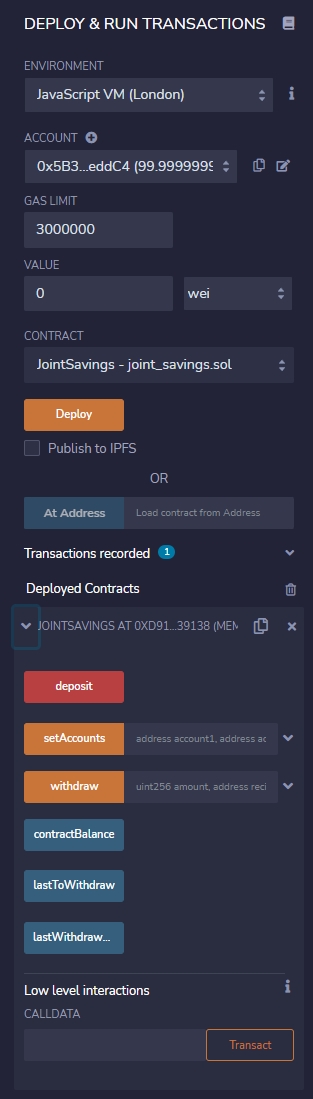 DEPLOY & RUN TRANSACTIONS
ENVIRONMENT
JavaScript VM (London)
ACCOUNT
0x5B3...eddC4 (99.9999999
GAS LIMIT
3000000
VALUE
0
wei
CONTRACT
JointSavings - joint_savings.sol
Deploy
Publish to IPFS
OR
At Address
Load contract from Address
Transactions recorded 1
Deployed Contracts
JOINTSAVINGS AT 0XD91...39138 (MEM
deposit
setAccounts
address account1, address ac
withdraw
uint256 amount, address reci
contractBalance
lastToWithdraw
lastWithdraw...
Low level interactions
CALLDATA
Transact